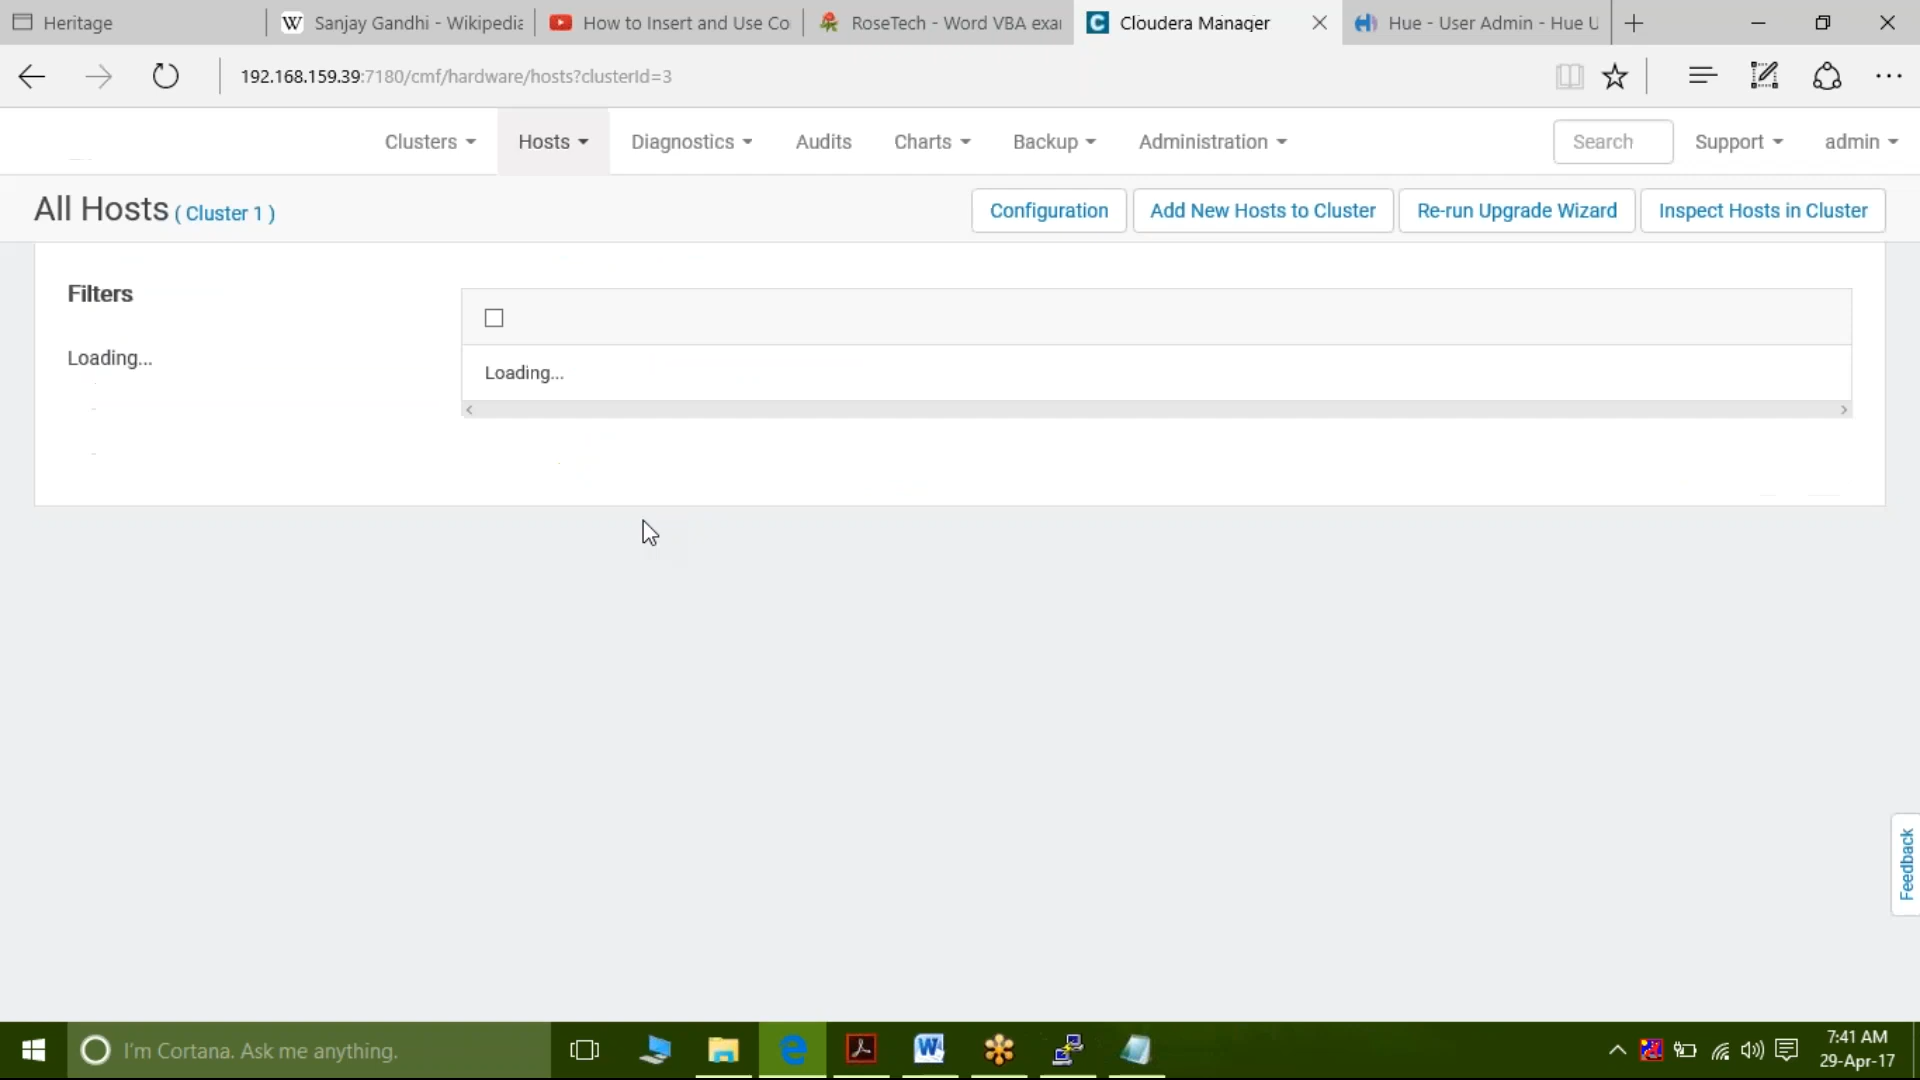 Heritage
Sanjay Gandhi - Wikipedia
How to Insert and Use Co
RoseTech - Word VBA exar
Cloudera Manager
Hue - User Admin - Hue U
192.168.159.39:7180/cmf/hardware/hosts?clusterId=3
Clusters
Hosts
Diagnostics
Audits
Charts
Backup
Administration
Search
Support
admin
All Hosts ( Cluster 1 )
Configuration
Add New Hosts to Cluster
Re-run Upgrade Wizard
Inspect Hosts in Cluster
Filters
Loading...
Loading...
Feedback
I'm Cortana. Ask me anything.
7:41 AM
29-Apr-17